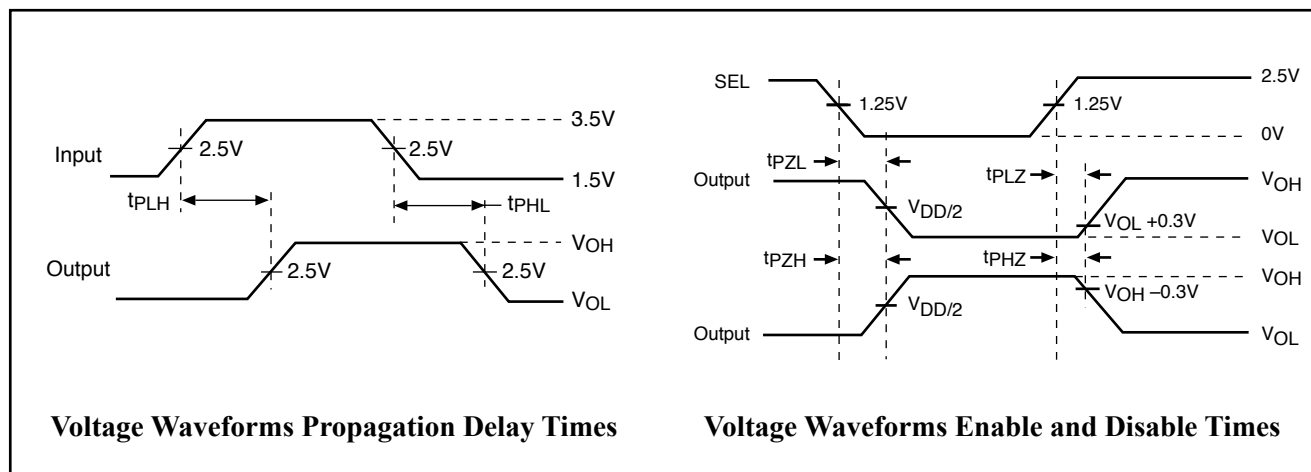 Input
2.5V
2.5V
3.5V
1.5V
tPLH
tPHL
Output
2.5V
2.5V
VOH
VOL
Voltage Waveforms Propagation Delay Times
SEL
1.25V
1.25V
2.5V
0V
tPZL
tPLZ
Output
VDD/2
VOL +0.3V
VOH
VOL
tPZH
tPHZ
Output
VDD/2
VOH –0.3V
VOH
VOL
Voltage Waveforms Enable and Disable Times